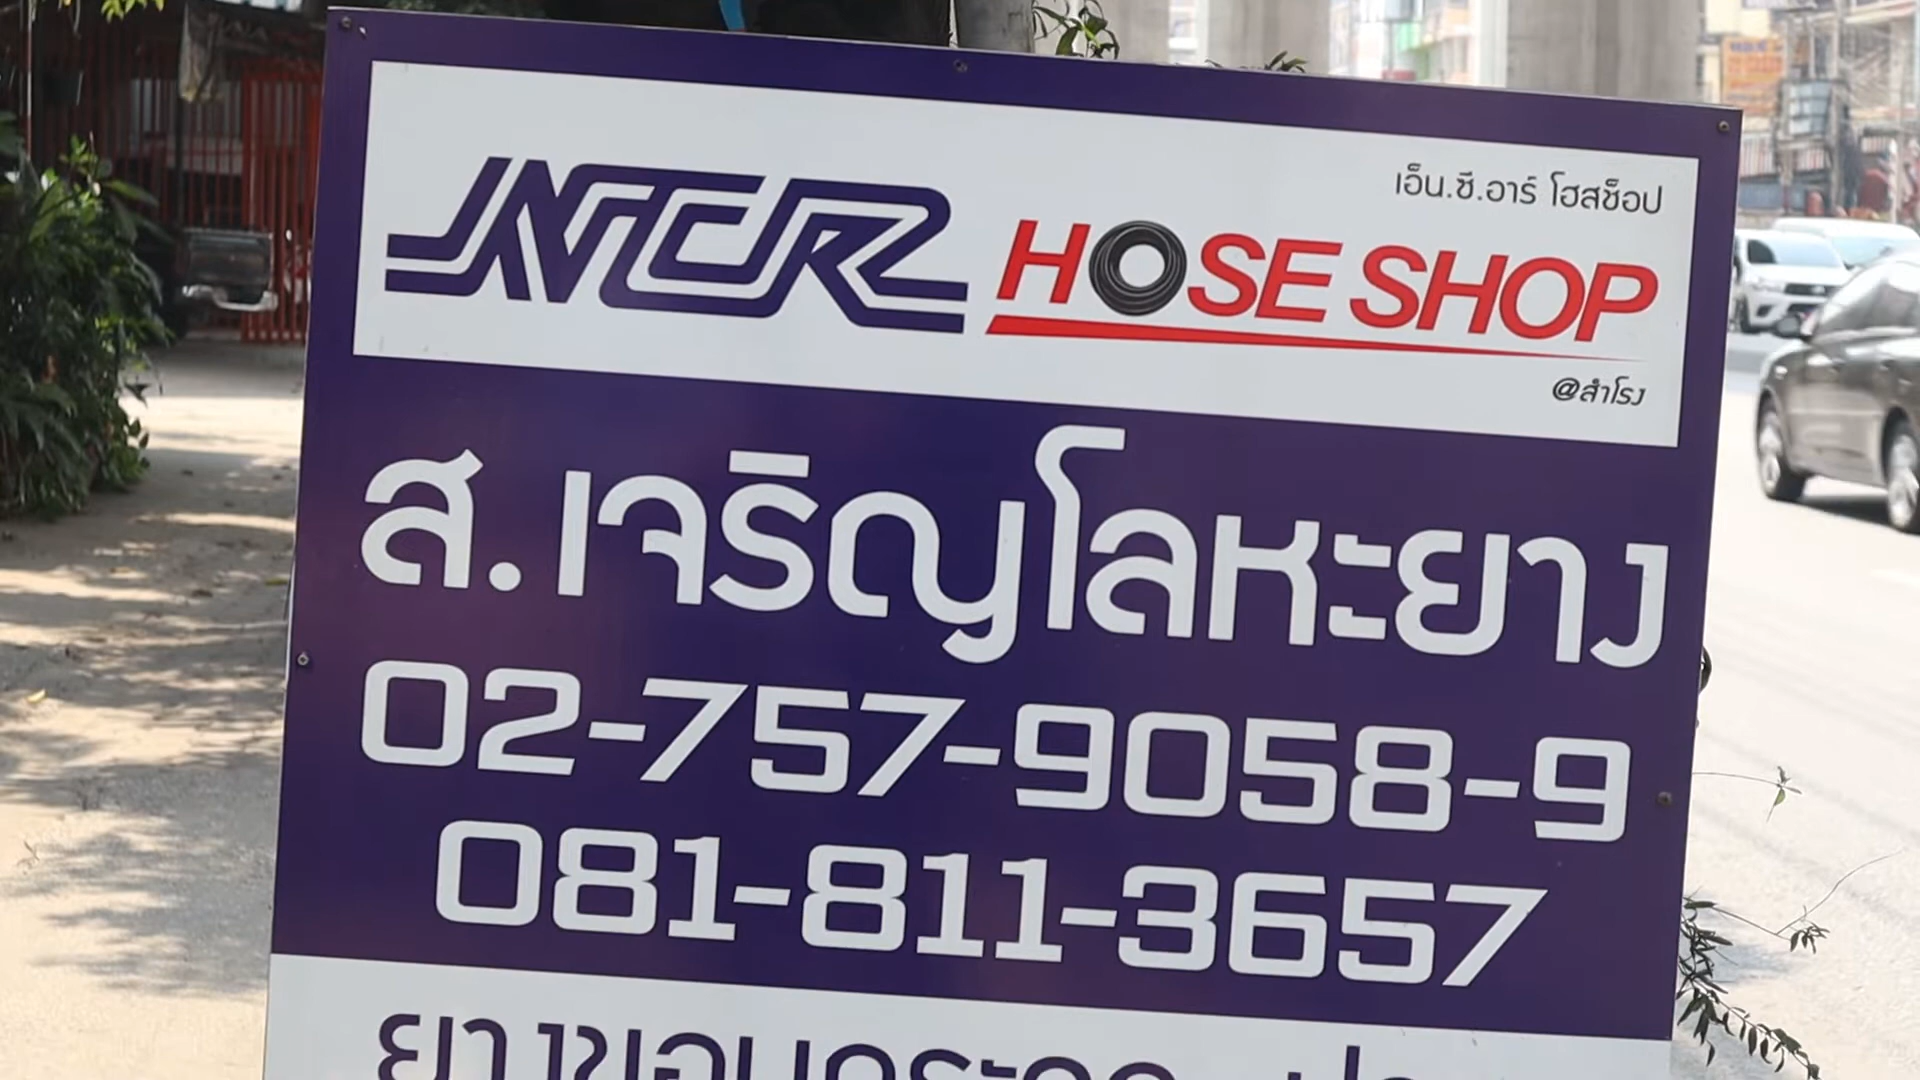 เอ็น.ซี.อาร์ โฮสช็อป
NCR HOSE SHOP
@สำโรง
ส.เจริญโลหะยาง
02-757-9058-9
081-811-3657